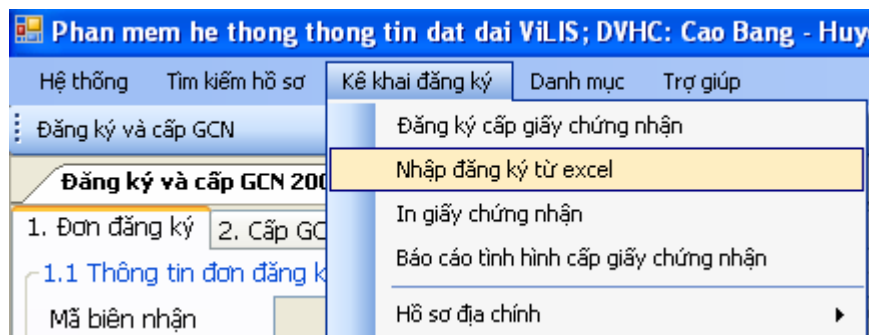 Phan mem he thong thong tin dat dai ViLIS; DVHC: Cao Bang -
Hệ thống Tìm kiếm hồ sơ Kê khai đăng ký Danh mục Trợ giúp
Đăng ký và cấp GCN
Đăng ký cấp giấy chứng nhận
Nhập đăng ký từ excel
In giấy chứng nhận
Báo cáo tình hình cấp giấy chứng nhận
Hồ sơ địa chính
Đăng ký và cấp GCN
1. Đơn đăng ký 2. Cấp
1.1 Thông tin đơn đăng
Mã biên nhận